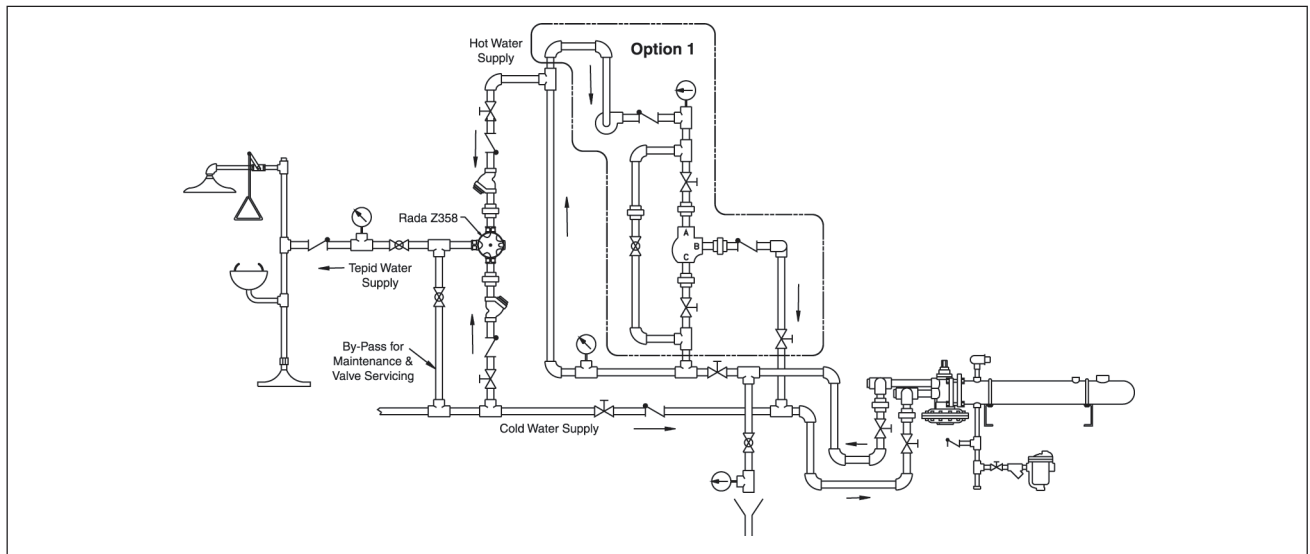 Hot Water
Supply
Option 1
Rada Z358
A
B
C
Tepid Water
Supply
By-Pass for
Maintenance &
Valve Servicing
Cold Water Supply